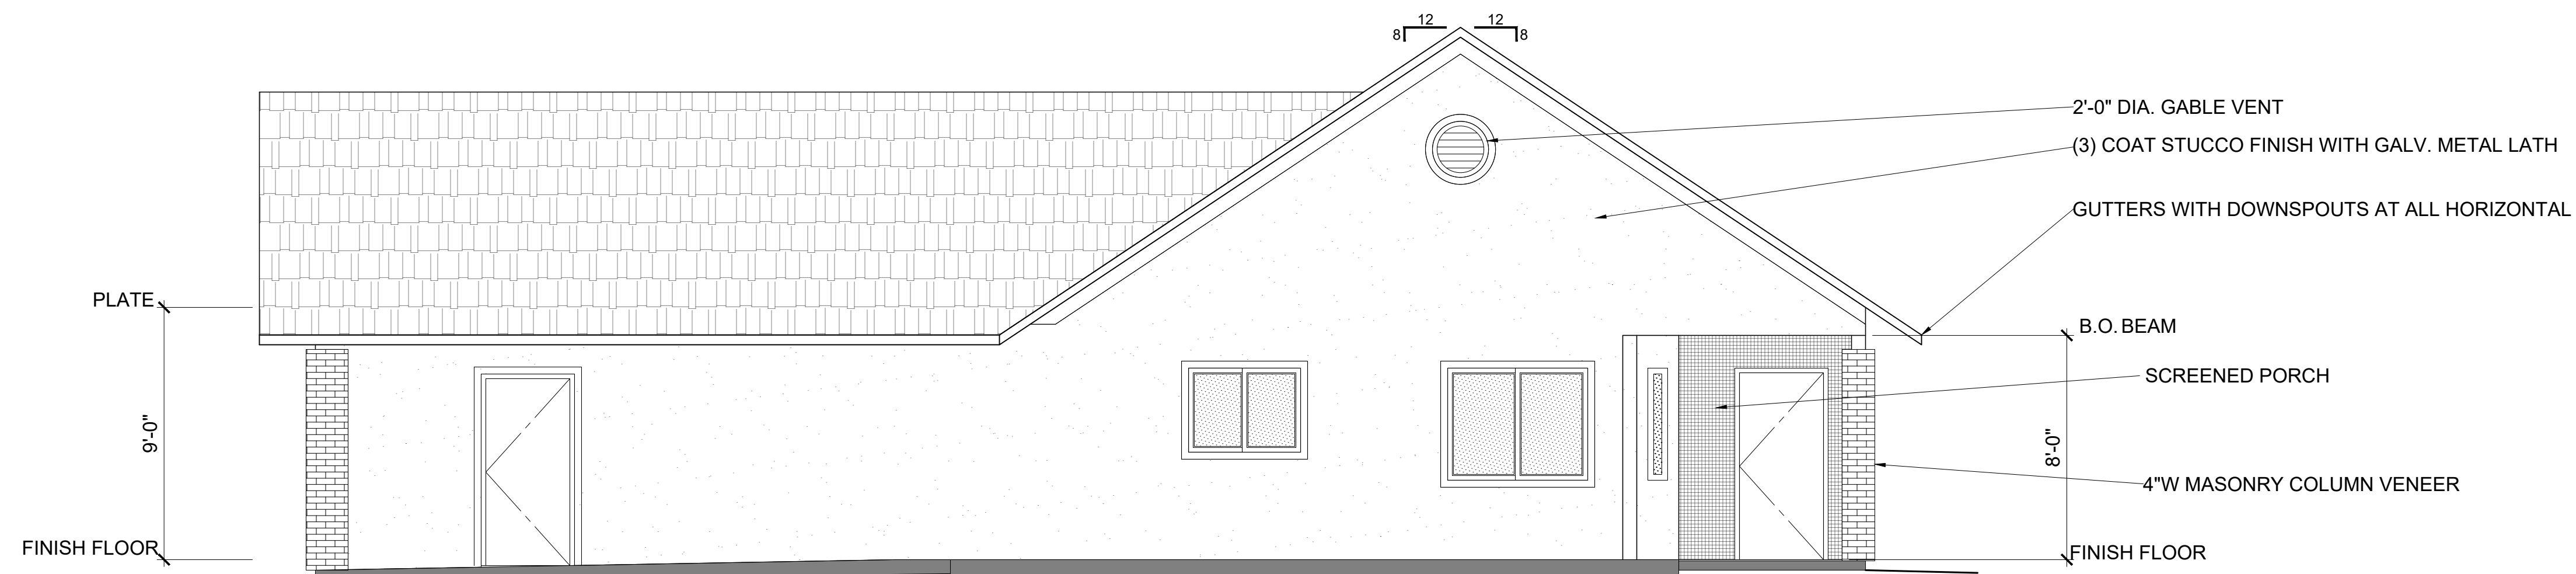 12 12
8 8
2'-0" DIA. GABLE VENT
(3) COAT STUCCO FINISH WITH GALV. METAL LATH
GUTTERS WITH DOWNSPOUTS AT ALL HORIZONTAL
PLATE
B.O. BEAM
SCREENED PORCH
9'-0"
8'-0"
4"W MASONRY COLUMN VENEER
FINISH FLOOR
FINISH FLOOR